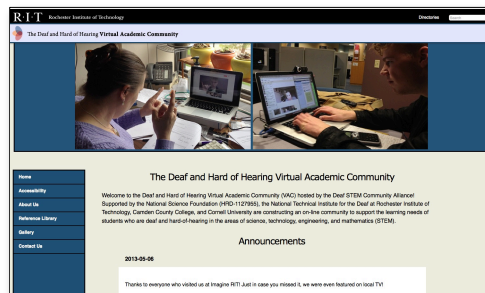 R·I·T Rochester Institute of Technology
Directories Search
The Deaf and Hard of Hearing Virtual Academic Community
Home
Accessibility
About Us
Reference Library
Gallery
Contact Us
The Deaf and Hard of Hearing Virtual Academic Community
Welcome to the Deaf and Hard of Hearing Virtual Academic Community (VAC) hosted by the Deaf STEM Community Alliance!
Supported by the National Science Foundation (HRD-1127955), the National Technical Institute for the Deaf at Rochester Institute of
Technology, Camden County College, and Cornell University are constructing an on-line community to support the learning needs of
students who are deaf and hard-of-hearing in the areas of science, technology, engineering, and mathematics (STEM).
Announcements
2013-05-06
Thanks to everyone who visited us at Imagine RIT! Just in case you missed it, we were even featured on local TV!